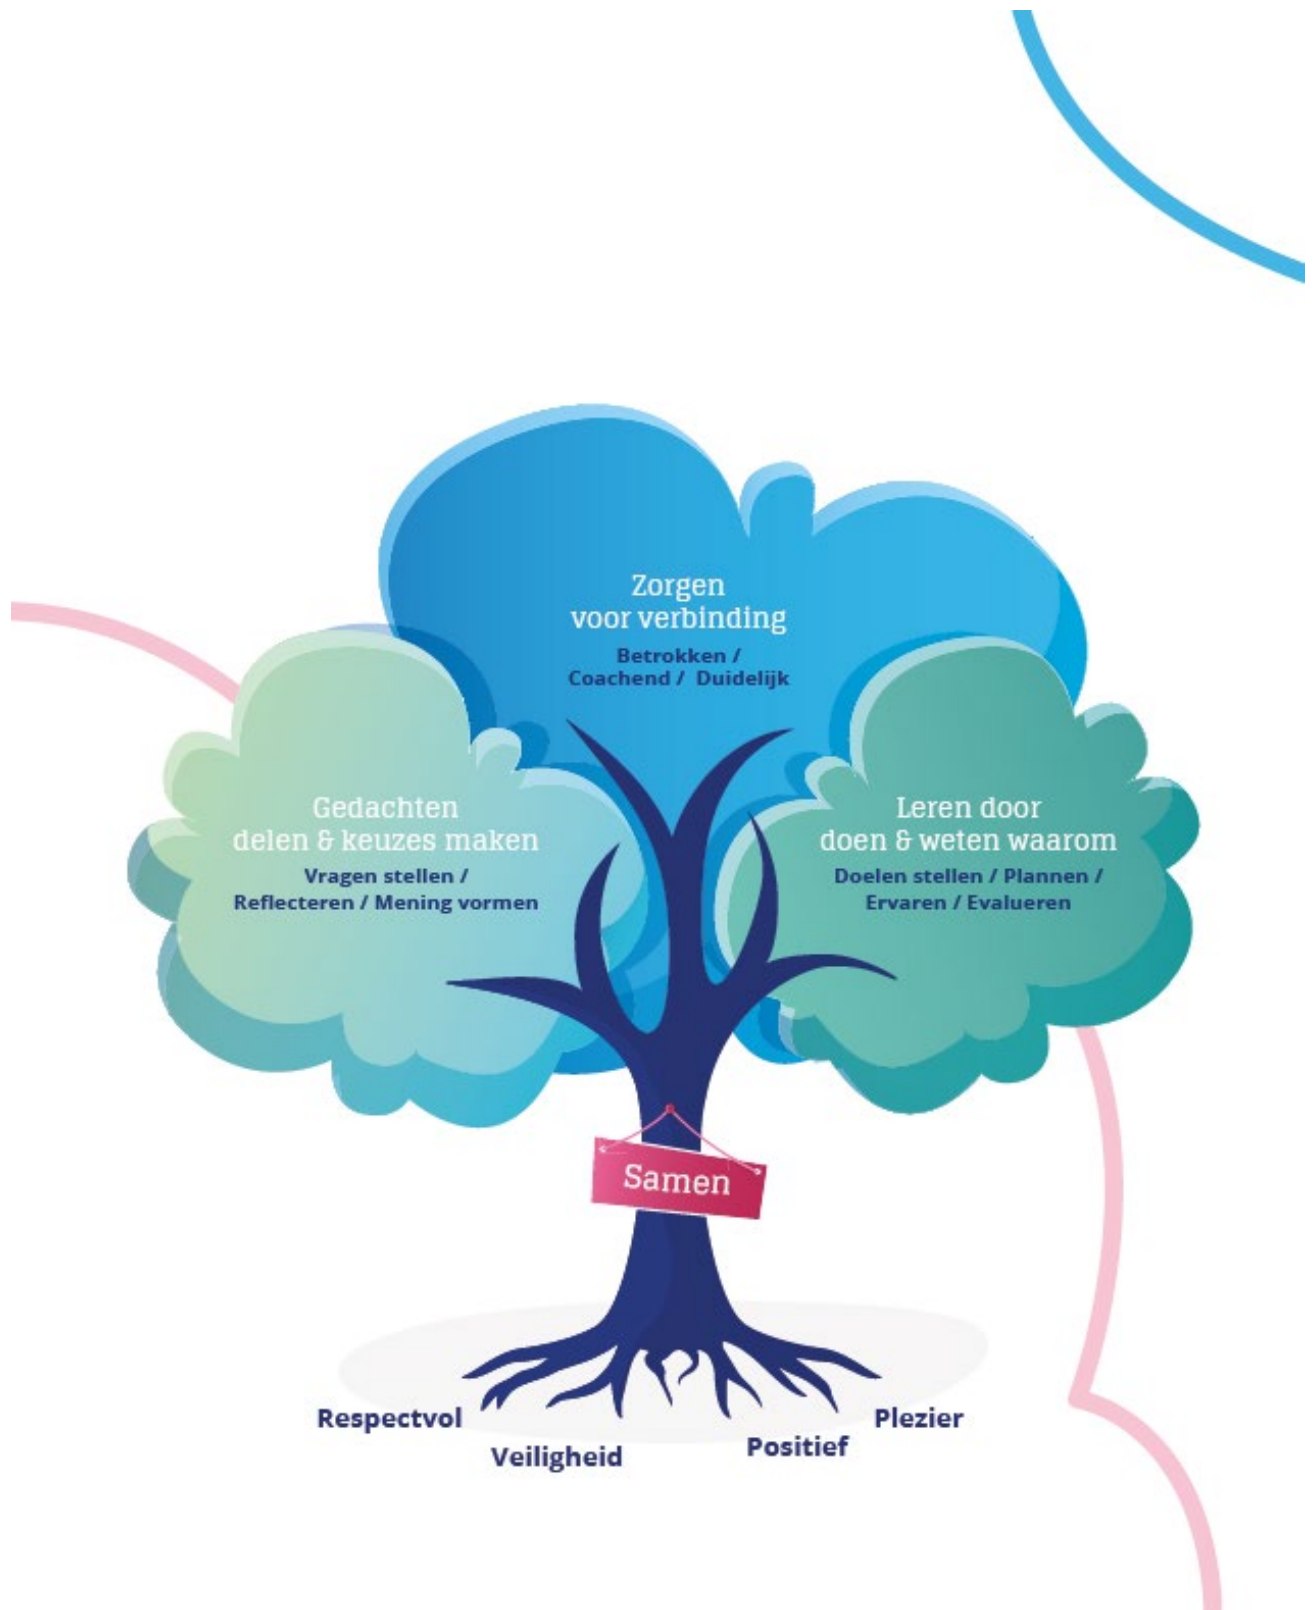 Zorgen
voor verbinding
Betrokken /
Coachend / Duidelijk
Gedachten
delen & keuzes maken
Vragen stellen /
Reflecteren / Mening vormen
Leren door
doen & weten waarom
Doelen stellen / Plannen /
Ervaren / Evalueren
Samen
Respectvol
Veiligheid
Positief
Plezier